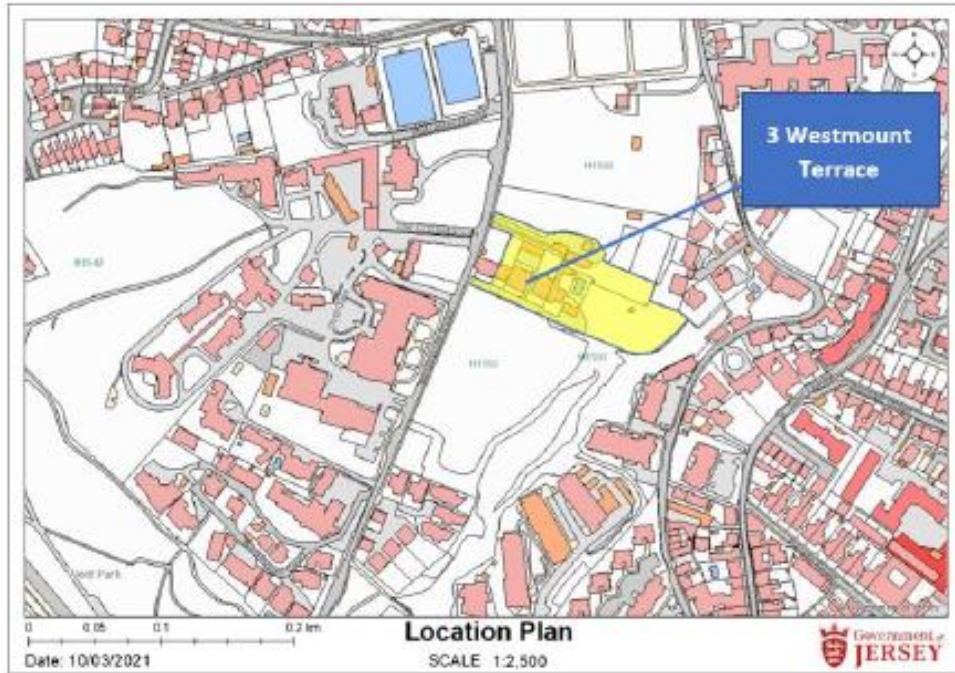 3 Westmount
Terrace
0 0.05 0.1 0.2 km
Location Plan
Date: 10/03/2021
SCALE 1:2,500
Government of
JERSEY